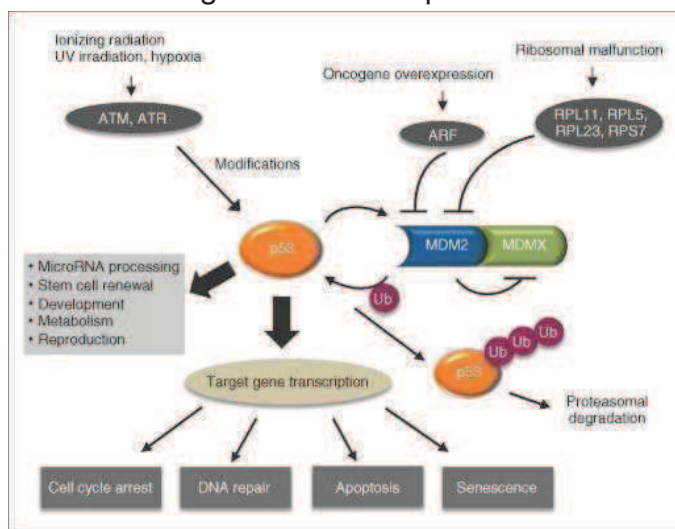 Ionizing radiation
UV irradiation, hypoxia
Ribosomal malfunction
Oncogene overexpression
ATM, ATR
ARF
RPL11, RPL5,
RPL23, RPS7
Modifications
p53
MDM2
MDMX
• MicroRNA processing
• Stem cell renewal
• Development
• Metabolism
• Reproduction
Ub
Ub
Ub
Ub
p53
Target gene transcription
Proteasomal
degradation
Cell cycle arrest
DNA repair
Apoptosis
Senescence